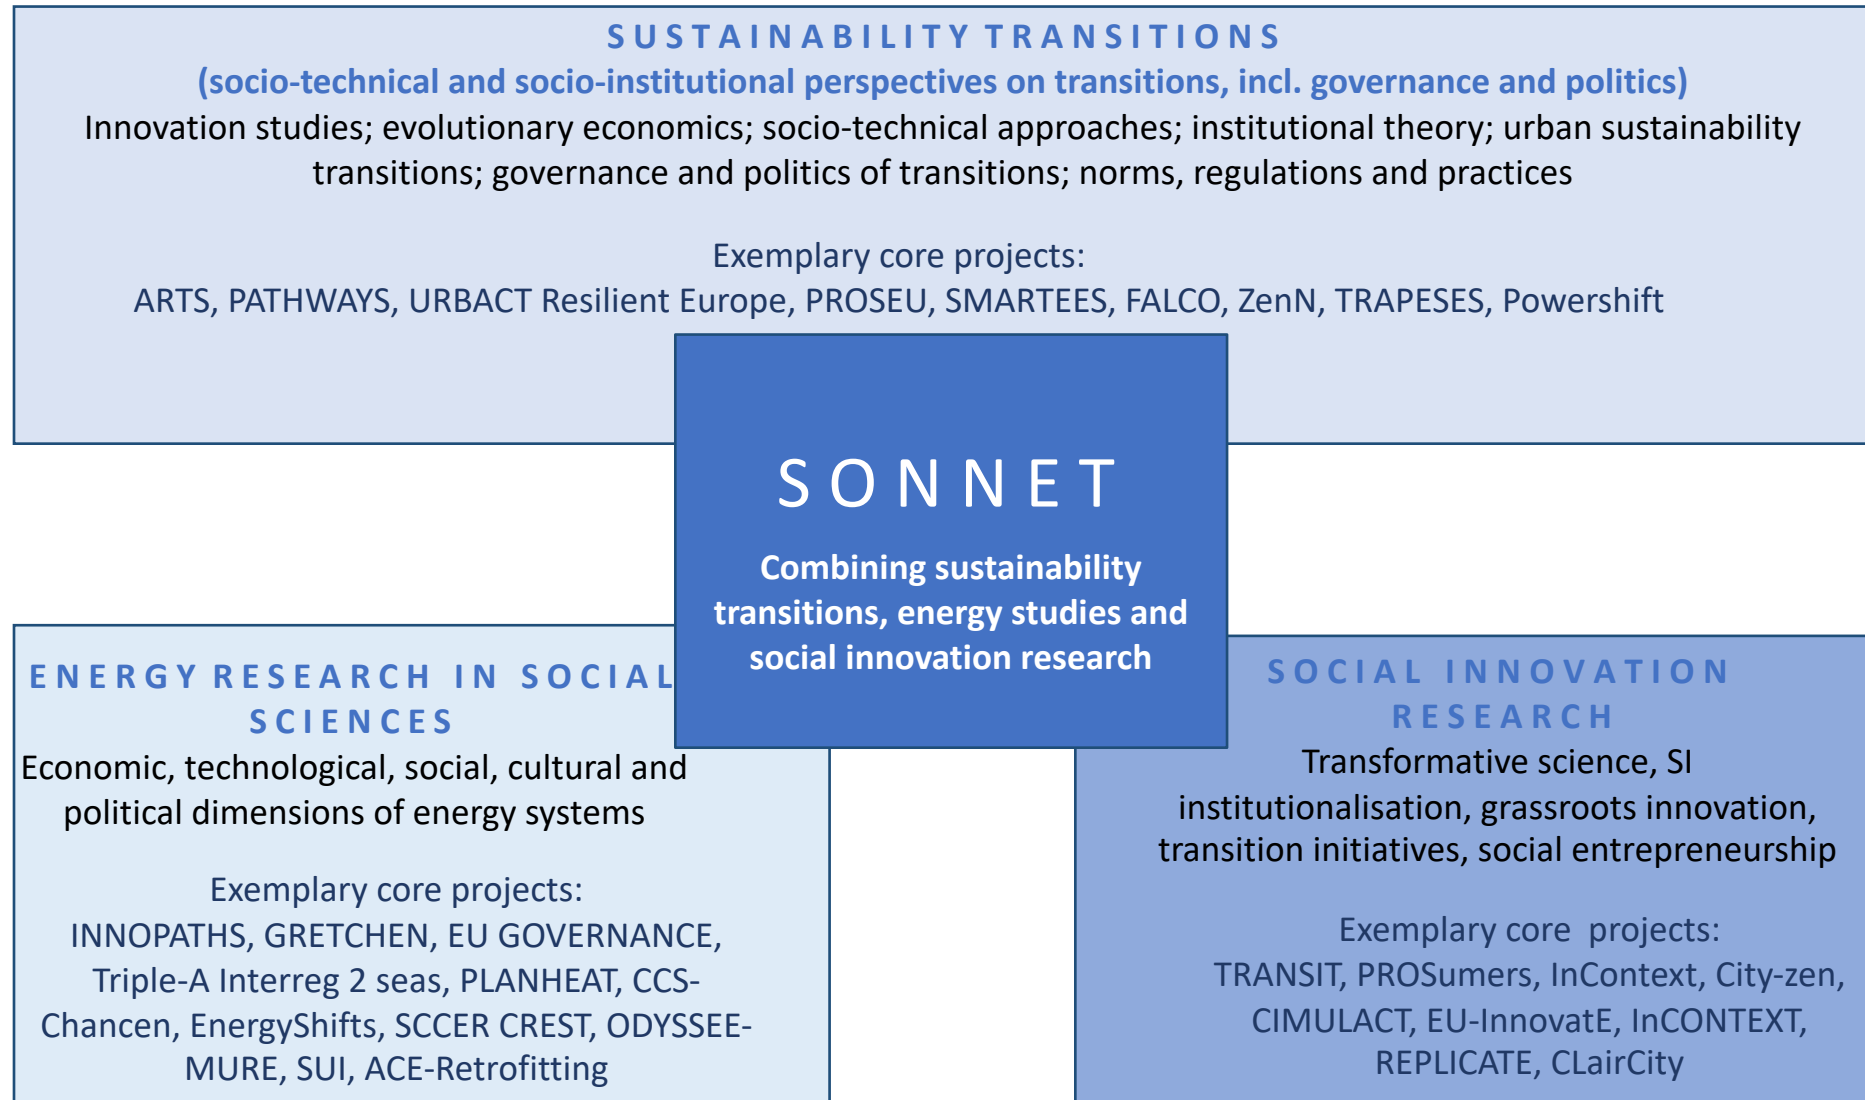 SUSTAINABILITY TRANSITIONS
(socio-technical and socio-institutional perspectives on transitions, incl. governance and politics)
Innovation studies; evolutionary economics; socio-technical approaches; institutional theory; urban sustainability
transitions; governance and politics of transitions; norms, regulations and practices
Exemplary core projects:
ARTS, PATHWAYS, URBACT Resilient Europe, PROSEU, SMARTEES, FALCO, ZenN, TRAPESES, Powershift
SONNET
Combining sustainability
transitions, energy studies and
social innovation research
ENERGY RESEARCH IN SOCIAL
SCIENCES
Economic, technological, social, cultural and
political dimensions of energy systems
Exemplary core projects:
INNOPATHS, GRETCHEN, EU GOVERNANCE,
Triple-A Interreg 2 seas, PLANHEAT, CCS-
Chancen, EnergyShifts, SCCER CREST, ODYSSEE-
MURE, SUI, ACE-Retrofitting
SOCIAL INNOVATION
RESEARCH
Transformative science, SI
institutionalisation, grassroots innovation,
transition initiatives, social entrepreneurship
Exemplary core  projects:
TRANSIT, PROSumers, InContext, City-zen,
CIMULACT, EU-InnovatE, InCONTEXT,
REPLICATE, CLairCity